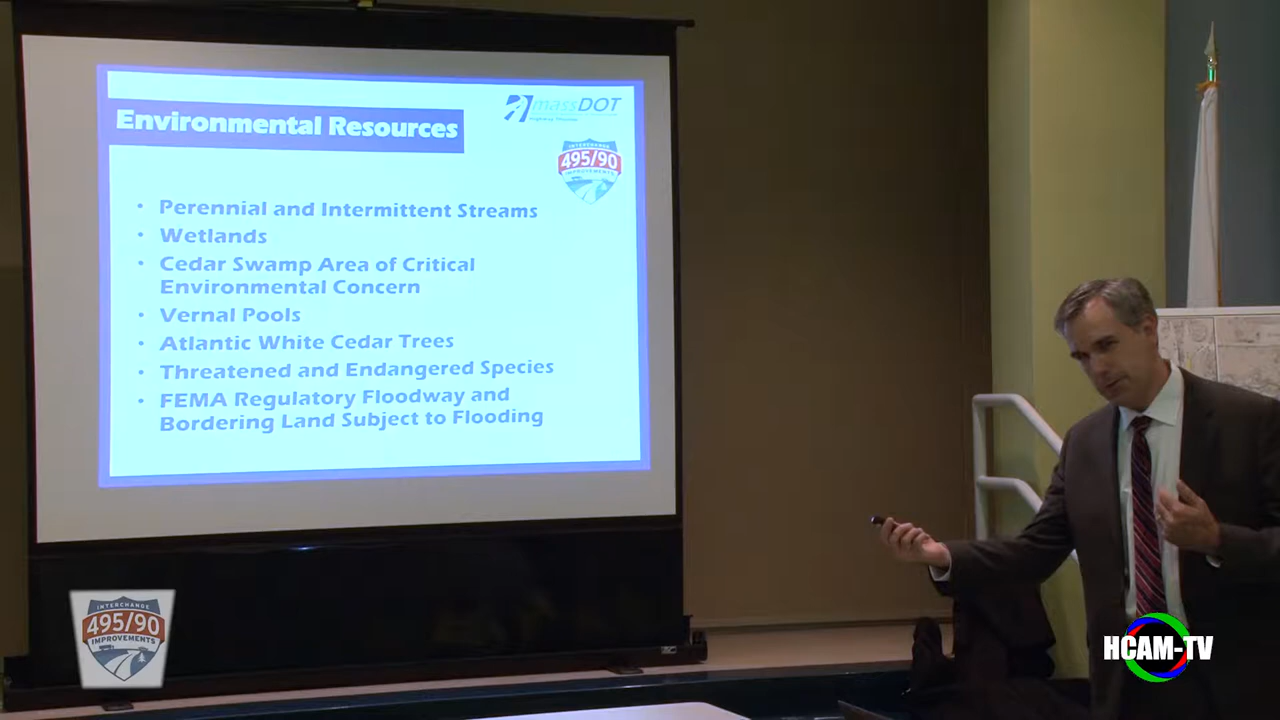 massDOT
Highway Division
Environmental Resources
INTERCHANGE
495/90
IMPROVEMENTS
• Perennial and Intermittent Streams
• Wetlands
• Cedar Swamp Area of Critical
Environmental Concern
• Vernal Pools
• Atlantic White Cedar Trees
• Threatened and Endangered Species
• FEMA Regulatory Floodway and
Bordering Land Subject to Flooding
INTERCHANGE
495/90
IMPROVEMENTS
HCAM-TV